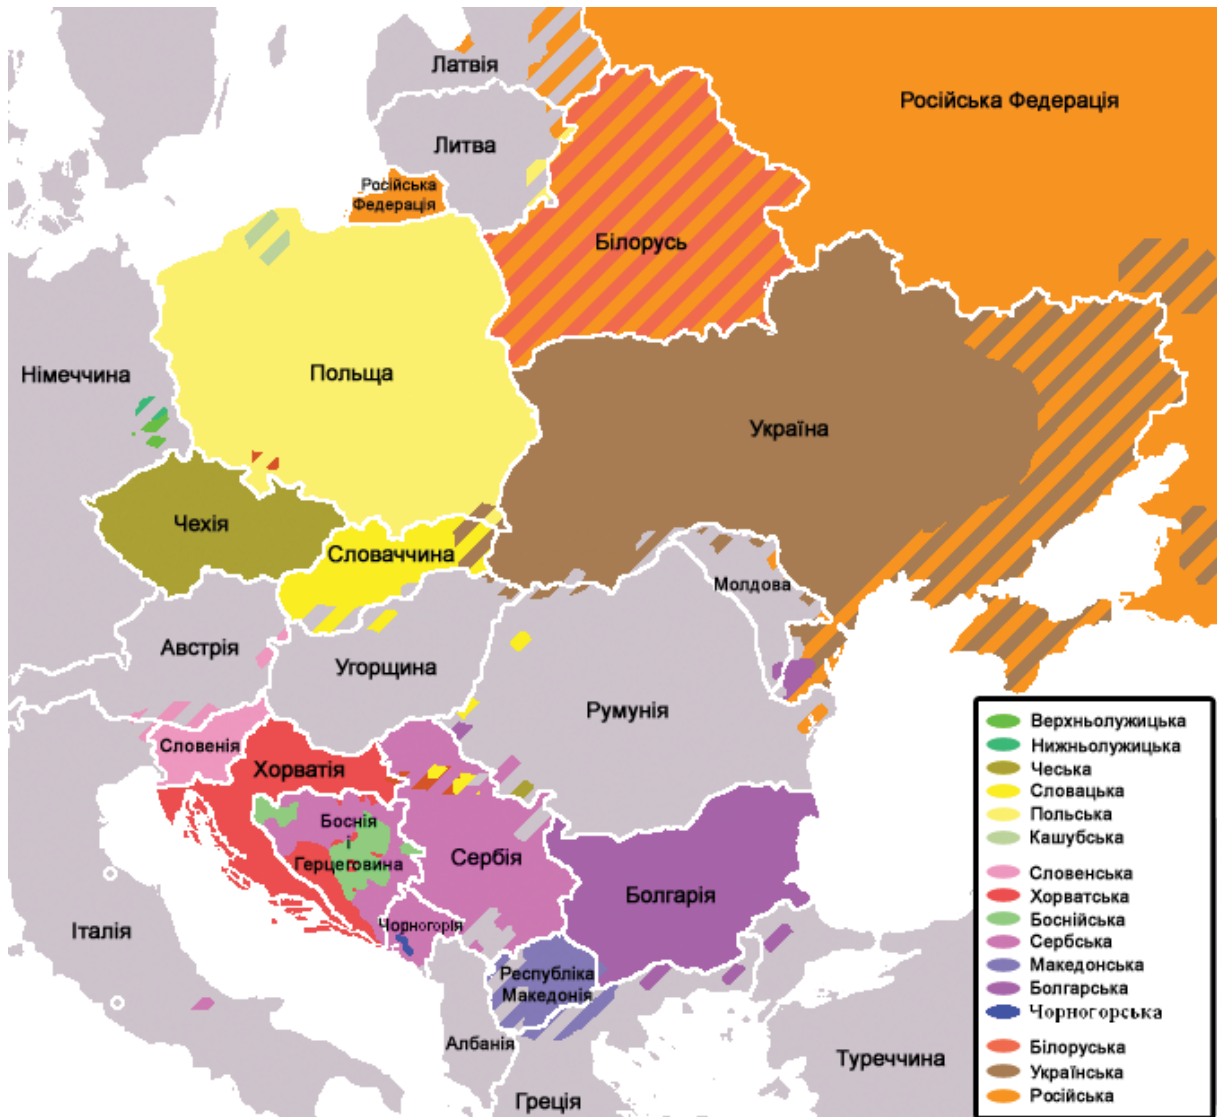 Латвія
Російська Федерація
Литва
Російська
Федерація
Білорусь
Німеччина
Польща
Україна
Чехія
Словаччина
Молдова
Австрія
Угорщина
Румунія
Словенія
Хорватія
Боснія
і
Герцеговина
Сербія
Болгарія
Чорногорія
Італія
Республіка
Македонія
Албанія
Греція
Туреччина
Верхньолужицька
Нижньолужицька
Чеська
Словацька
Польська
Кашубська
Словенська
Хорватська
Боснійська
Сербська
Македонська
Болгарська
Чорногорська
Білоруська
Українська
Російська